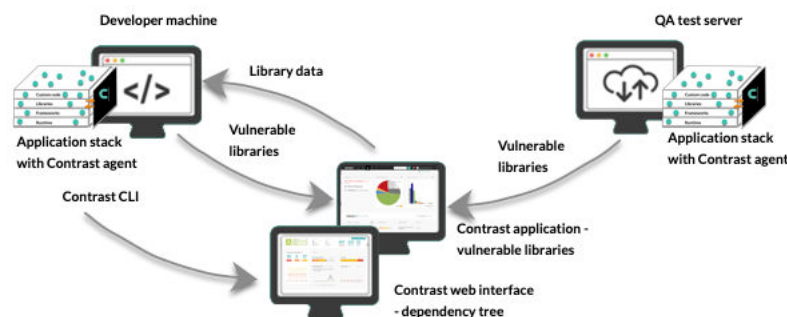 Developer machine
QA test server
</>
C
Custom code
Libraries
Frameworks
Runtime
Library data
C
Custom code
Libraries
Frameworks
Runtime
Application stack
with Contrast agent
Vulnerable
libraries
Vulnerable
libraries
Application stack
with Contrast agent
Contrast CLI
Contrast application -
vulnerable libraries
Contrast web interface
- dependency tree